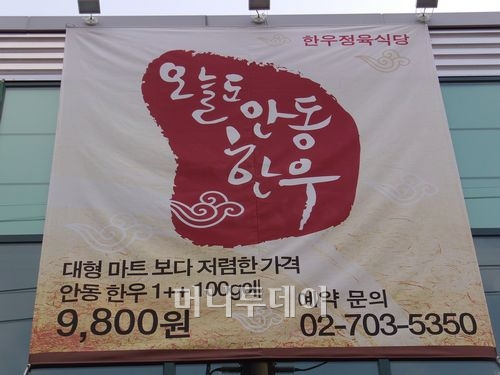 한우정육식당
오늘도
안동
한우
대형 마트 보다 저렴한 가격
안동 한우 1++ 100g에
9,800원
예약 문의
02-703-5350
머니투데이